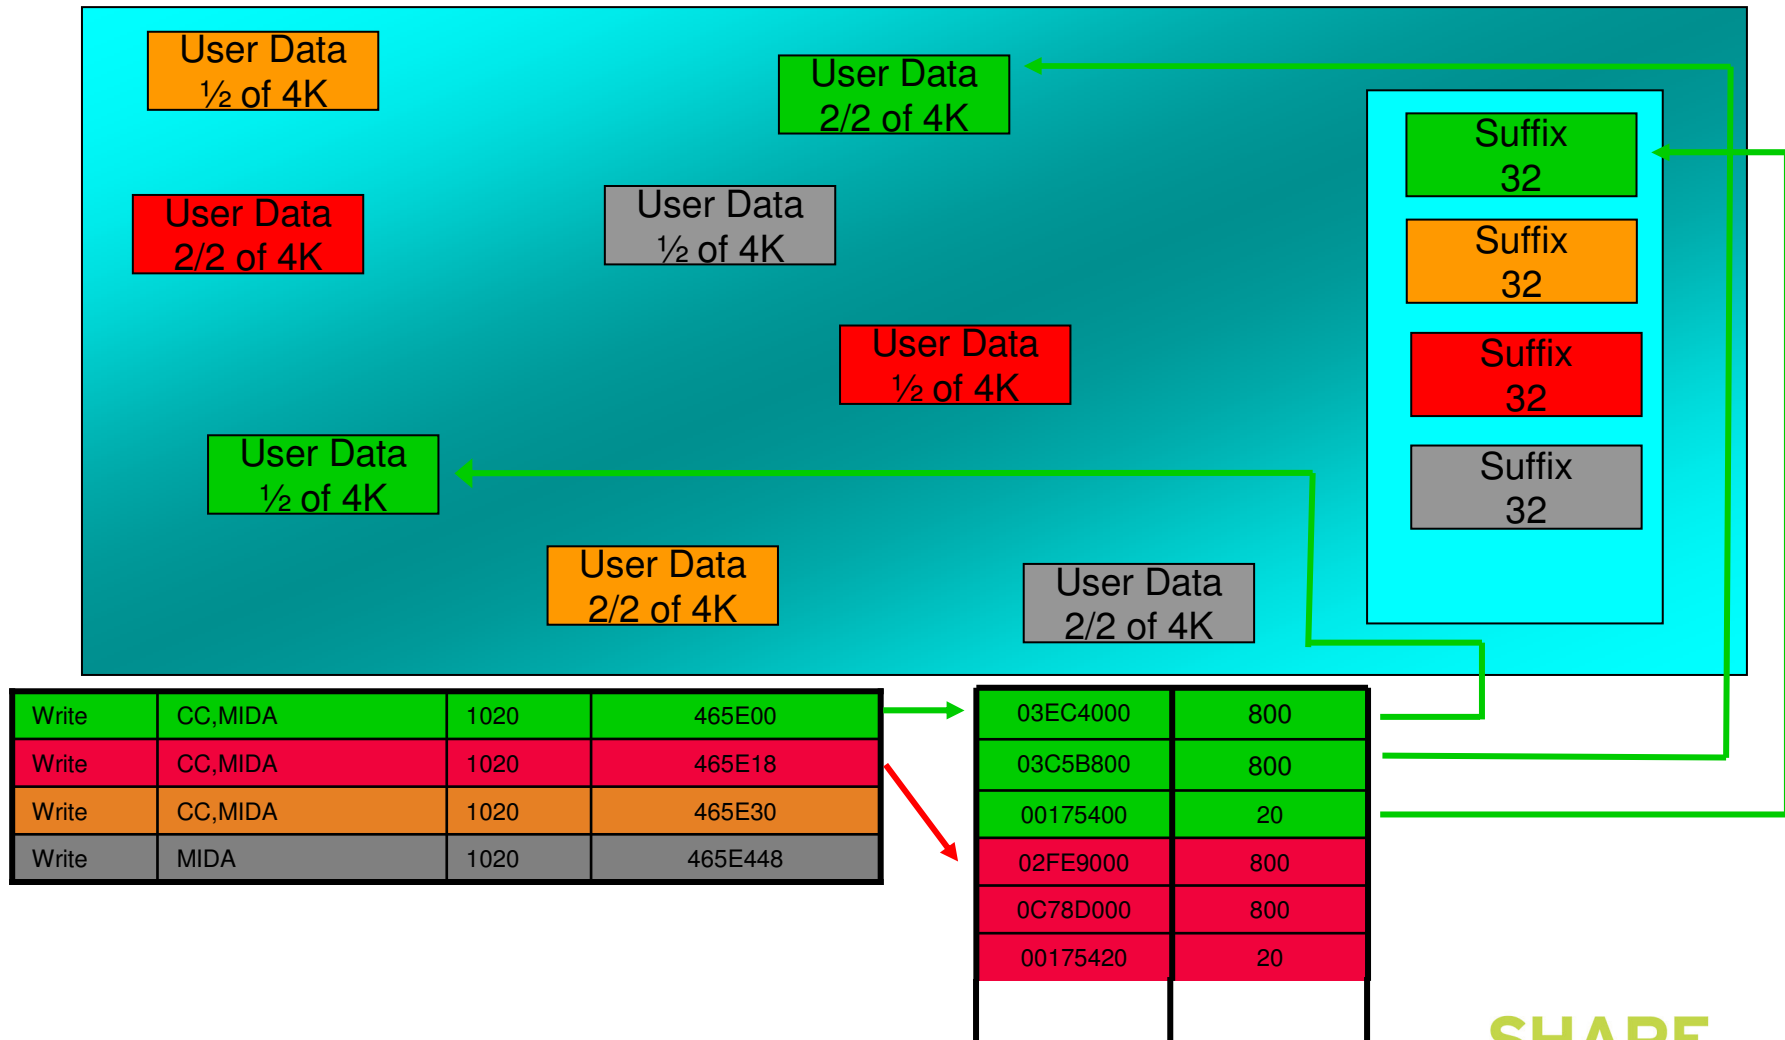 User Data
½ of 4K
User Data
2/2 of 4K
Suffix
32
User Data
2/2 of 4K
User Data
½ of 4K
Suffix
32
User Data
½ of 4K
Suffix
32
User Data
½ of 4K
Suffix
32
User Data
2/2 of 4K
User Data
2/2 of 4K
Write CC,MIDA 1020 465E00
Write CC,MIDA 1020 465E18
Write CC,MIDA 1020 465E30
Write MIDA 1020 465E448
03EC4000 800
03C5B800 800
00175400 20
02FE9000 800
0C78D000 800
00175420 20
SHARE